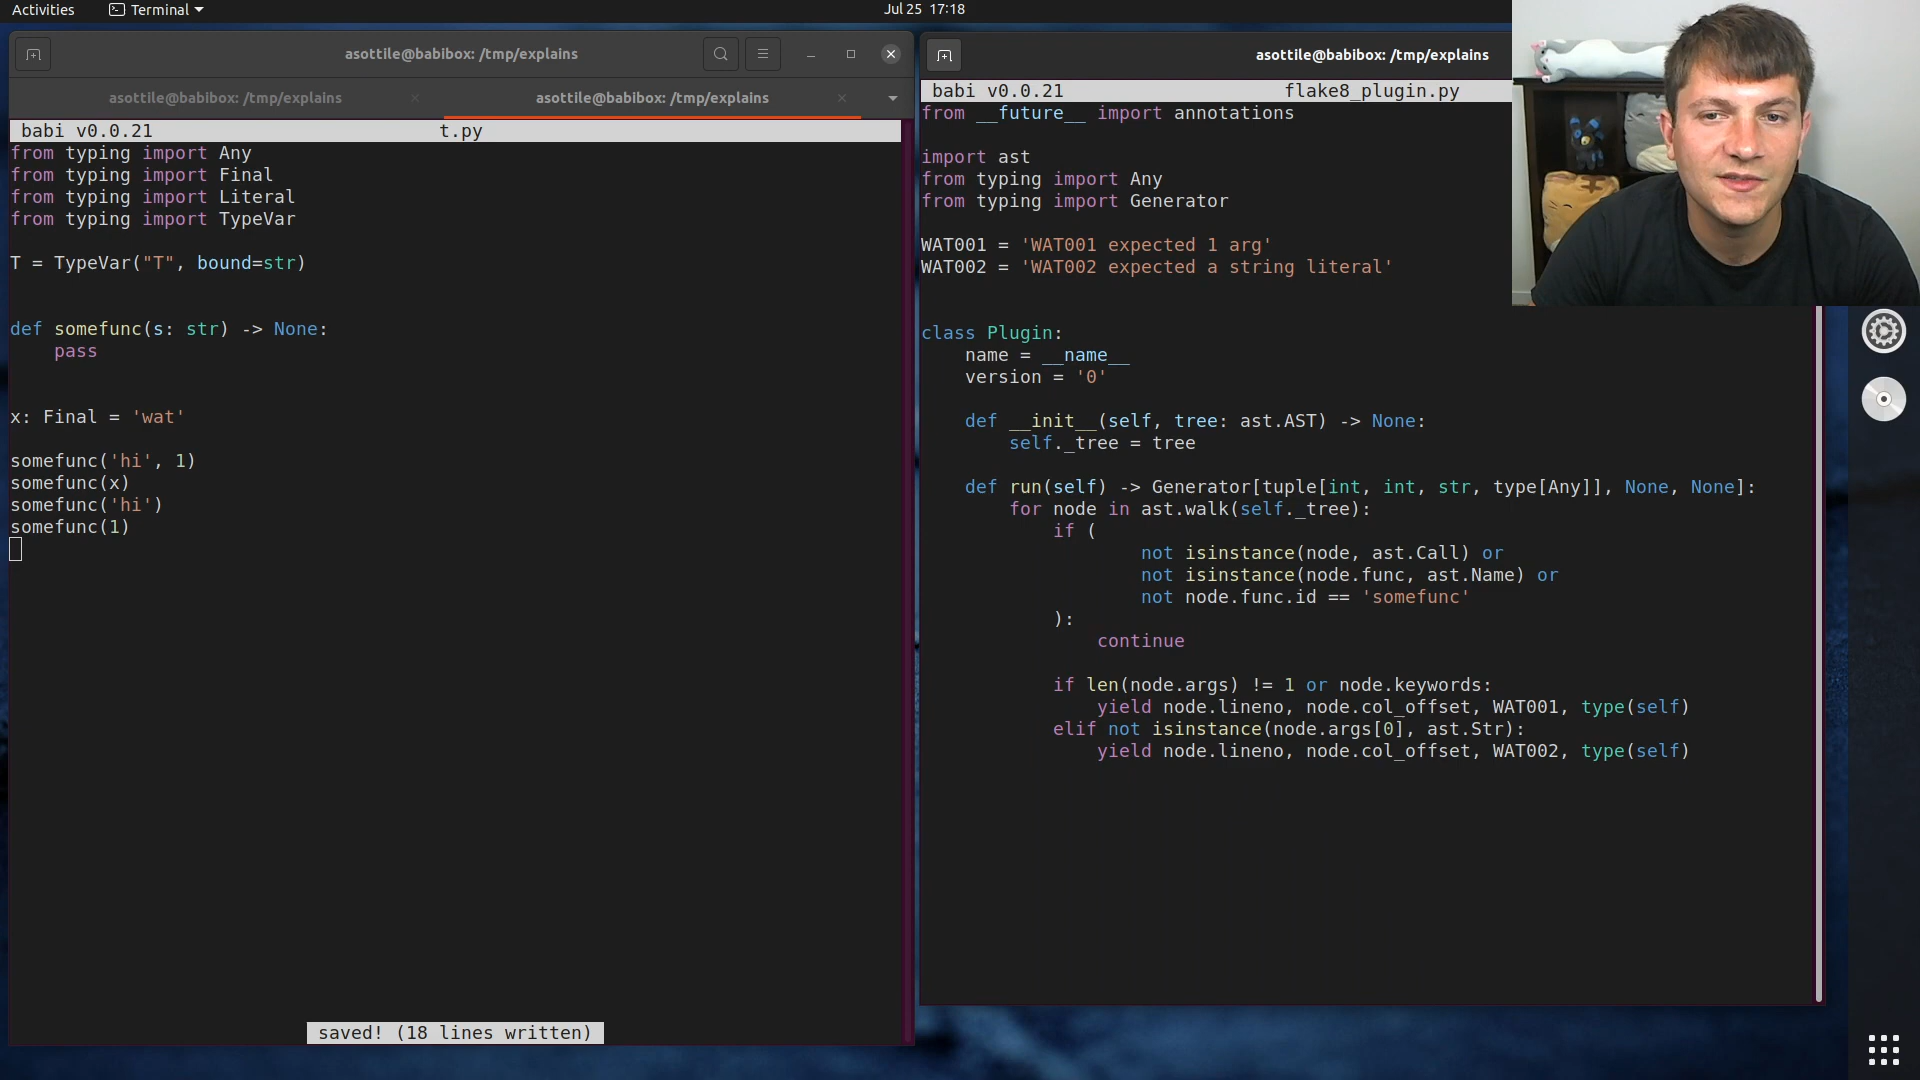 Activities
Terminal
Jul 25 17:18
asottile@babibox: /tmp/explains
asottile@babibox: /tmp/explains
asottile@babibox: /tmp/explains
babi v0.0.21 t.py
from typing import Any
from typing import Final
from typing import Literal
from typing import TypeVar
T = TypeVar("T", bound=str)
def somefunc(s: str) -> None:
    pass
x: Final = 'wat'
somefunc('hi', 1)
somefunc(x)
somefunc('hi')
somefunc(1)
saved! (18 lines written)
asottile@babibox: /tmp/explains
babi v0.0.21 flake8_plugin.py
from __future__ import annotations
import ast
from typing import Any
from typing import Generator
WAT001 = 'WAT001 expected 1 arg'
WAT002 = 'WAT002 expected a string literal'
class Plugin:
    name = __name__
    version = '0'
    def __init__(self, tree: ast.AST) -> None:
        self._tree = tree
    def run(self) -> Generator[tuple[int, int, str, type[Any]], None, None]:
        for node in ast.walk(self._tree):
            if (
                    not isinstance(node, ast.Call) or
                    not isinstance(node.func, ast.Name) or
                    not node.func.id == 'somefunc'
            ):
                continue
            if len(node.args) != 1 or node.keywords:
                yield node.lineno, node.col_offset, WAT001, type(self)
            elif not isinstance(node.args[0], ast.Str):
                yield node.lineno, node.col_offset, WAT002, type(self)